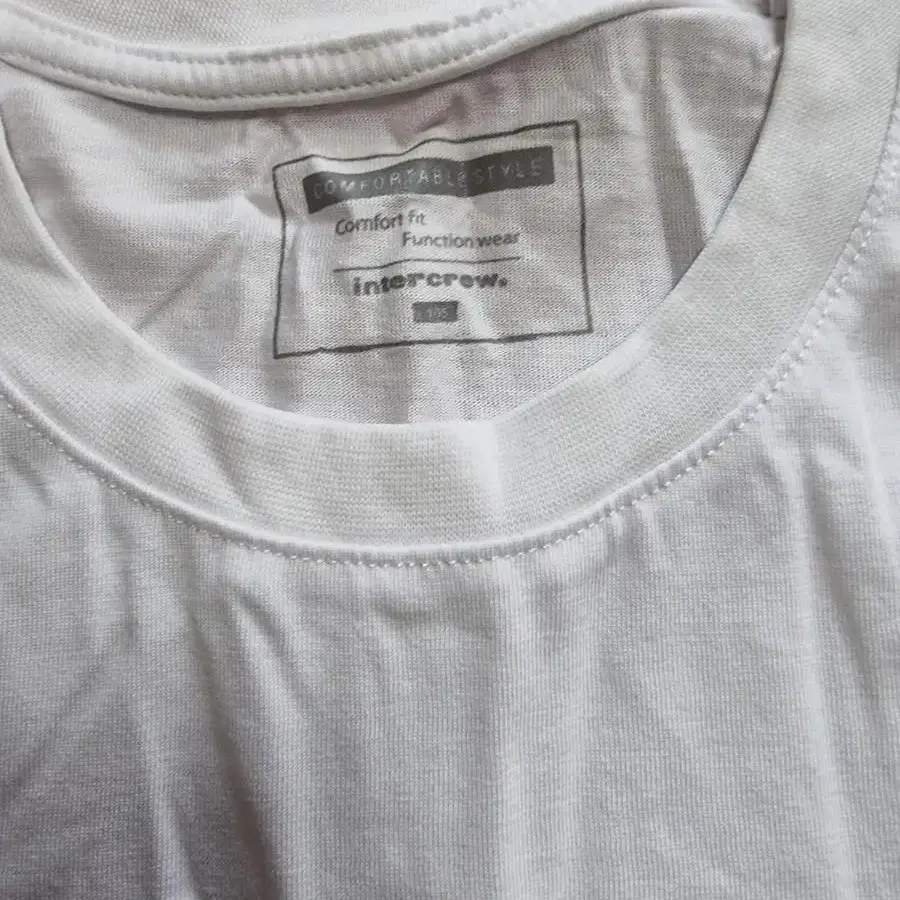 COMFORTABLE STYLE
Comfort fit
Function wear
intercrew.